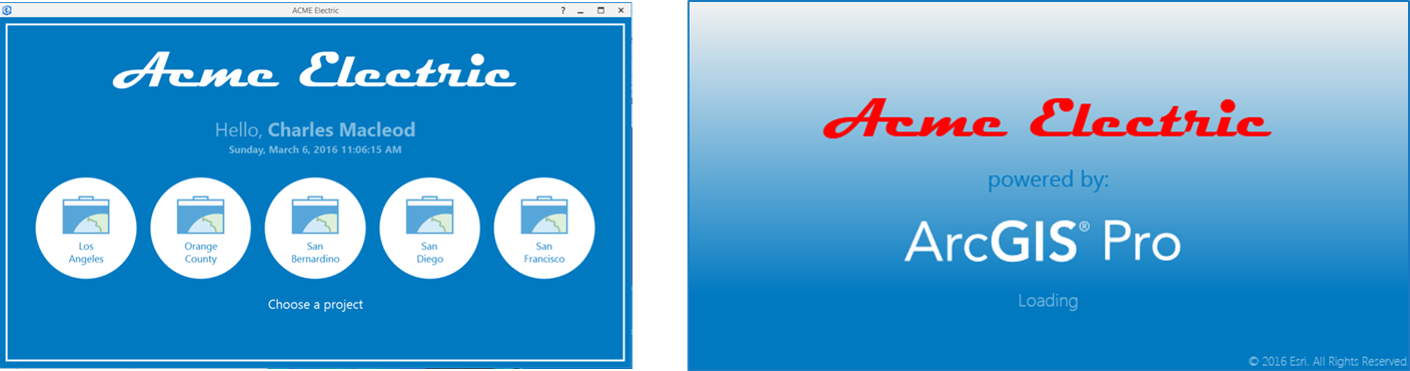 ACME Electric
?
Acme Electric
Hello, Charles Macleod
Sunday, March 6, 2016 11:06:15 AM
Los
Angeles
Orange
County
San
Bernardino
San
Diego
San
Francisco
Choose a project
Acme Electric
powered by:
ArcGIS® Pro
Loading
© 2016 Esri. All Rights Reserved